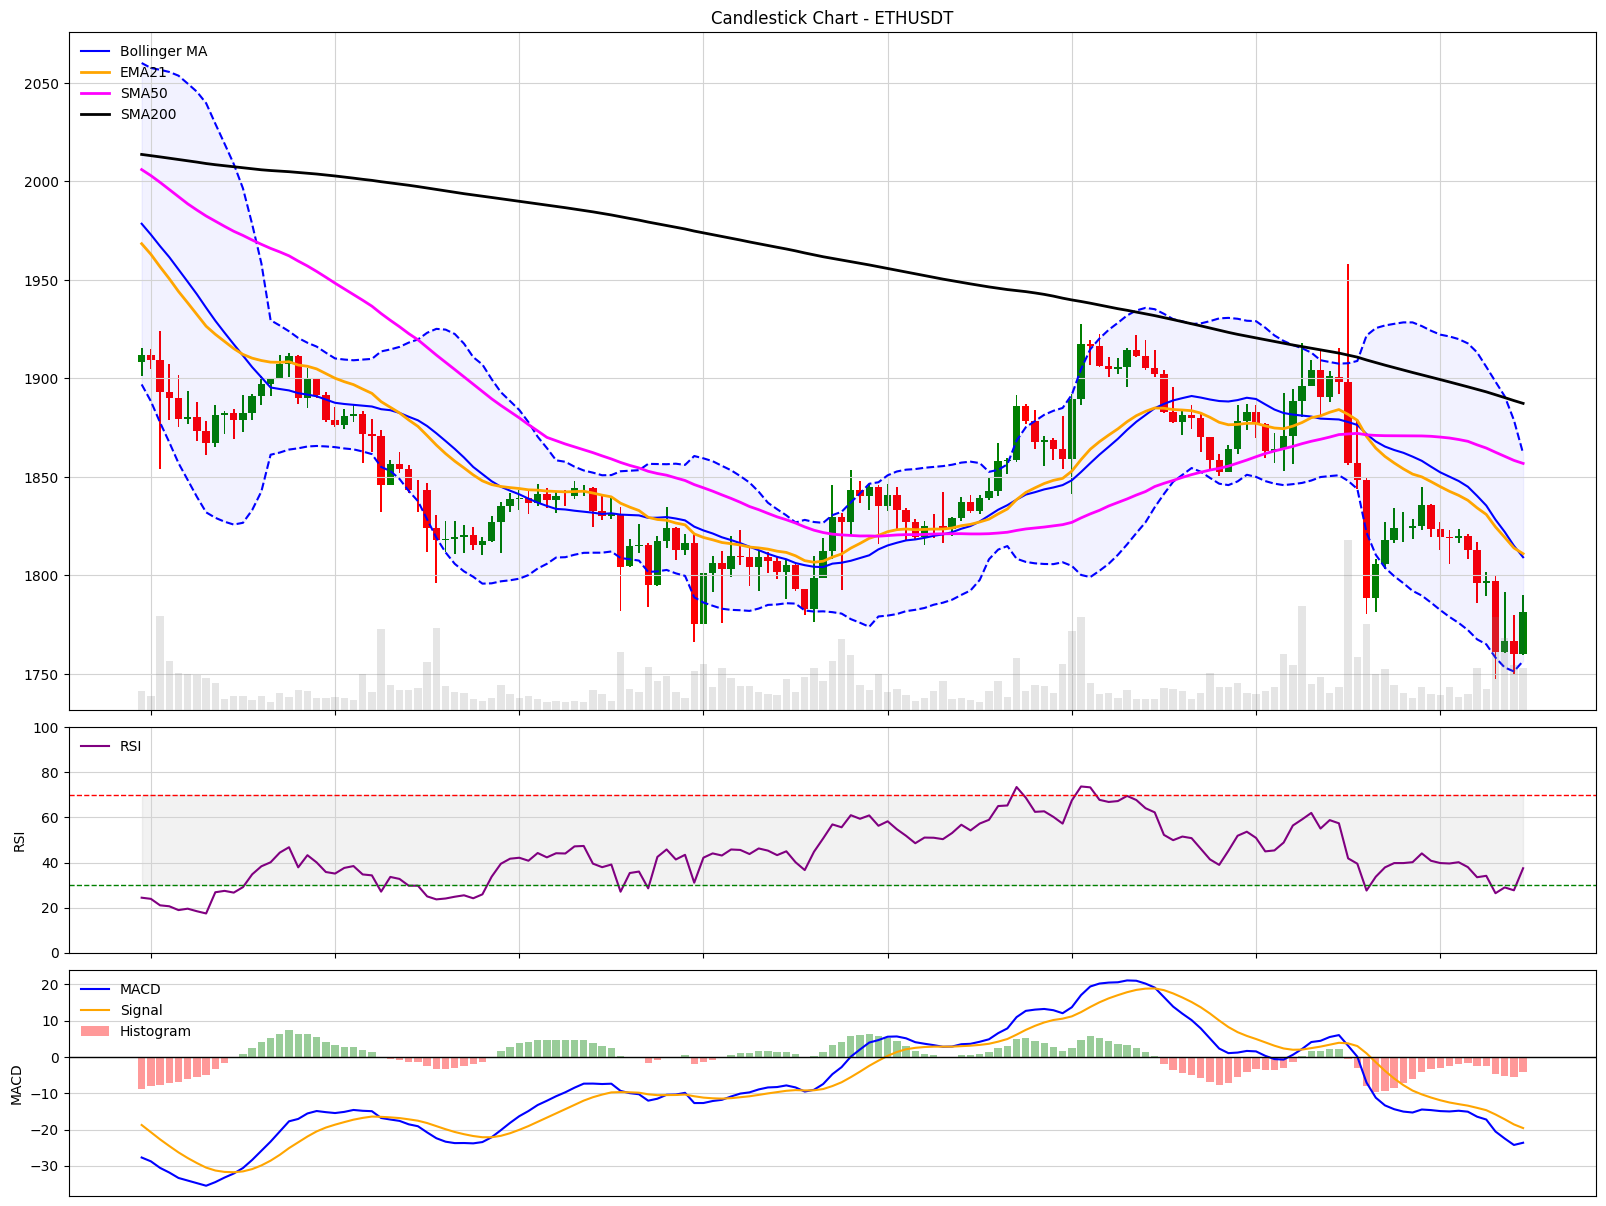 Candlestick Chart - ETHUSDT
Bollinger MA
EMA21
SMA50
SMA200
2050
2000
1950
1900
1850
1800
1750
RSI
100
80
60
40
20
0
RSI
MACD
Signal
Histogram
20
10
0
−10
−20
−30
MACD